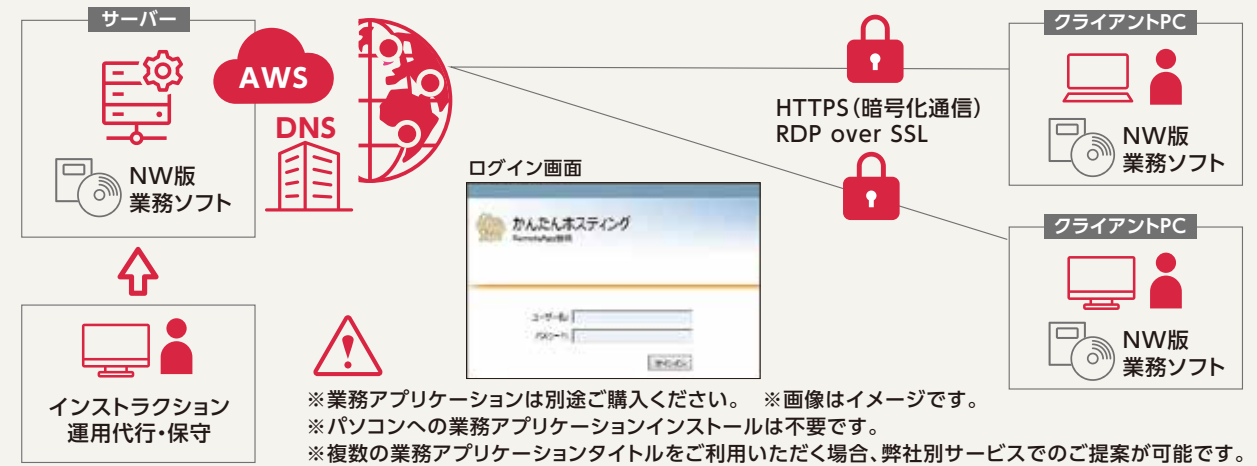 サーバー
AWS
DNS
NW版
業務ソフト
インストラクション
運用代行・保守
ログイン画面
かんたんホスティング
HTTPS（暗号化通信）
RDP over SSL
クライアントPC
NW版
業務ソフト
クライアントPC
NW版
業務ソフト
※業務アプリケーションは別途ご購入ください。 ※画像はイメージです。
※パソコンへの業務アプリケーションインストールは不要です。
※複数の業務アプリケーションタイトルをご利用いただく場合、弊社別サービスでのご提案が可能です。